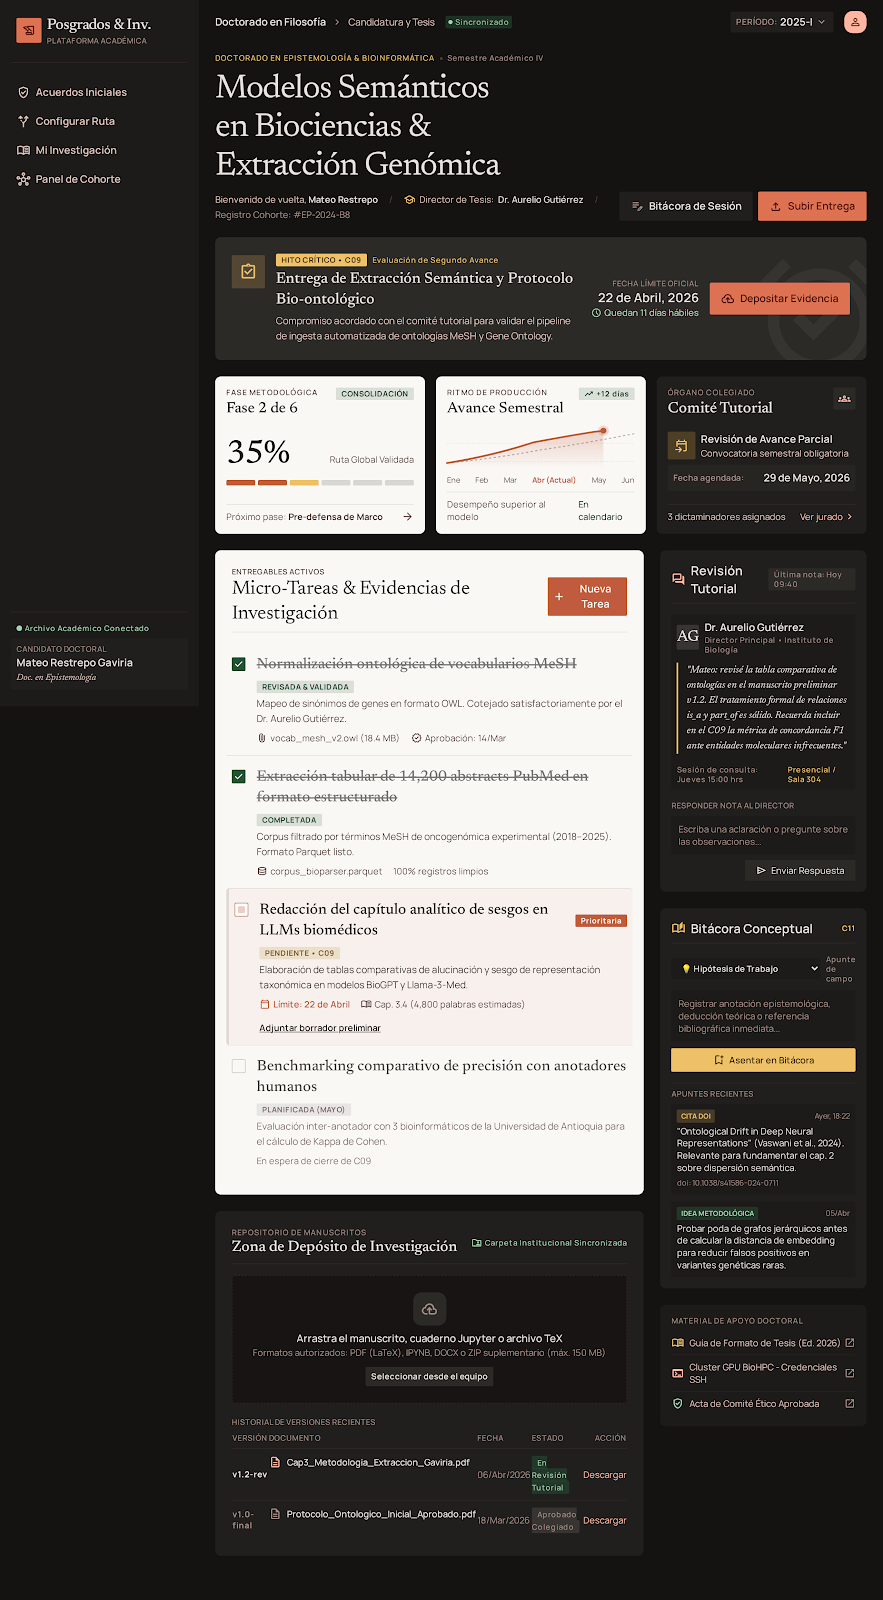 Posgrados & Inv.
PLATAFORMA ACADÉMICA
Acuerdos Iniciales
Configurar Ruta
Mi Investigación
Panel de Cohorte
Archivo Académico Conectado
CANDIDATO DOCTORAL
Mateo Restrepo Gaviria
Doc. en Epistemología
Doctorado en Filosofía > Candidatura y Tesis
Sincronizado
PERÍODO: 2025-I
DOCTORADO EN EPISTEMOLOGÍA & BIOINFORMÁTICA • Semestre Académico IV
Modelos Semánticos
en Biociencias &
Extracción Genómica
Bienvenido de vuelta, Mateo Restrepo / Director de Tesis: Dr. Aurelio Gutiérrez /
Registro Cohorte: #EP-2024-B8
Bitácora de Sesión
Subir Entrega
HITO CRÍTICO • C09
Evaluación de Segundo Avance
Entrega de Extracción Semántica y Protocolo
Bio-ontológico
Compromiso acordado con el comité tutorial para validar el pipeline
de ingesta automatizada de ontologías MeSH y Gene Ontology.
FECHA LÍMITE OFICIAL
22 de Abril, 2026
Quedan 11 días hábiles
Depositar Evidencia
FASE METODOLÓGICA
Fase 2 de 6
CONSOLIDACIÓN
35%
Ruta Global Validada
Próximo pase: Pre-defensa de Marco
RITMO DE PRODUCCIÓN
Avance Semestral
+12 días
Ene Feb Mar Abr (Actual) May Jun
Desempeño superior al
modelo
En
calendario
ÓRGANO COLEGIADO
Comité Tutorial
Revisión de Avance Parcial
Convocatoria semestral obligatoria
Fecha agendada: 29 de Mayo, 2026
3 dictaminadores asignados
Ver jurado
ENTREGABLES ACTIVOS
Micro-Tareas & Evidencias de
Investigación
+ Nueva
Tarea
Normalización ontológica de vocabularios MeSH
REVISADA & VALIDADA
Mapeo de sinónimos de genes en formato OWL. Cotejado satisfactoriamente por el
Dr. Aurelio Gutiérrez.
vocab_mesh_v2.owl (18.4 MB)
Aprobación: 14/Mar
Extracción tabular de 14,200 abstracts PubMed en
formato estructurado
COMPLETADA
Corpus filtrado por términos MeSH de oncogenómica experimental (2018–2025).
Formato Parquet listo.
corpus_bioparser.parquet
100% registros limpios
Redacción del capítulo analítico de sesgos en
LLMs biomédicos
Prioritaria
PENDIENTE • C09
Elaboración de tablas comparativas de alucinación y sesgo de representación
taxonómica en modelos BioGPT y Llama-3-Med.
Límite: 22 de Abril
Cap. 3.4 (4,800 palabras estimadas)
Adjuntar borrador preliminar
Benchmarking comparativo de precisión con anotadores
humanos
PLANIFICADA (MAYO)
Evaluación inter-anotador con 3 bioinformáticos de la Universidad de Antioquia para
el cálculo de Kappa de Cohen.
En espera de cierre de C09
Revisión
Tutorial
Última nota: Hoy
09:40
AG
Dr. Aurelio Gutiérrez
Director Principal • Instituto de
Biología
"Mateo: revisé la tabla comparativa de
ontologías en el manuscrito preliminar
v1.2. El tratamiento formal de relaciones
is_a y part_of es sólido. Recuerda incluir
en el C09 la métrica de concordancia F1
ante entidades moleculares infrecuentes."
Sesión de consulta:
Jueves 15:00 hrs
Presencial /
Sala 304
RESPONDER NOTA AL DIRECTOR
Escriba una aclaración o pregunte sobre
las observaciones...
Enviar Respuesta
Bitácora Conceptual
C11
Hipótesis de Trabajo
Apunte
de
campo
Registrar anotación epistemológica,
deducción teórica o referencia
bibliográfica inmediata...
Asentar en Bitácora
APUNTES RECIENTES
CITA DOI
Ayer, 18:22
"Ontological Drift in Deep Neural
Representations" (Vaswani et al., 2024).
Relevante para fundamentar el cap. 2
sobre dispersión semántica.
doi: 10.1038/s41586-024-0711
IDEA METODOLÓGICA
05/Abr
Probar poda de grafos jerárquicos antes
de calcular la distancia de embedding
para reducir falsos positivos en
variantes genéticas raras.
MATERIAL DE APOYO DOCTORAL
Guía de Formato de Tesis (Ed. 2026)
Cluster GPU BioHPC - Credenciales
SSH
Acta de Comité Ético Aprobada
REPOSITORIO DE MANUSCRITOS
Zona de Depósito de Investigación
Carpeta Institucional Sincronizada
Arrastra el manuscrito, cuaderno Jupyter o archivo TeX
Formatos autorizados: PDF (LaTeX), IPYNB, DOCX o ZIP suplementario (máx. 150 MB)
Seleccionar desde el equipo
HISTORIAL DE VERSIONES RECIENTES
VERSIÓN DOCUMENTO FECHA ESTADO ACCIÓN
v1.2-rev Cap3_Metodologia_Extraccion_Gaviria.pdf 06/Abr/2026 En
Revisión
Tutorial
Descargar
v1.0-
final
Protocolo_Ontologico_Inicial_Aprobado.pdf 18/Mar/2026 Aprobado
Colegiado
Descargar